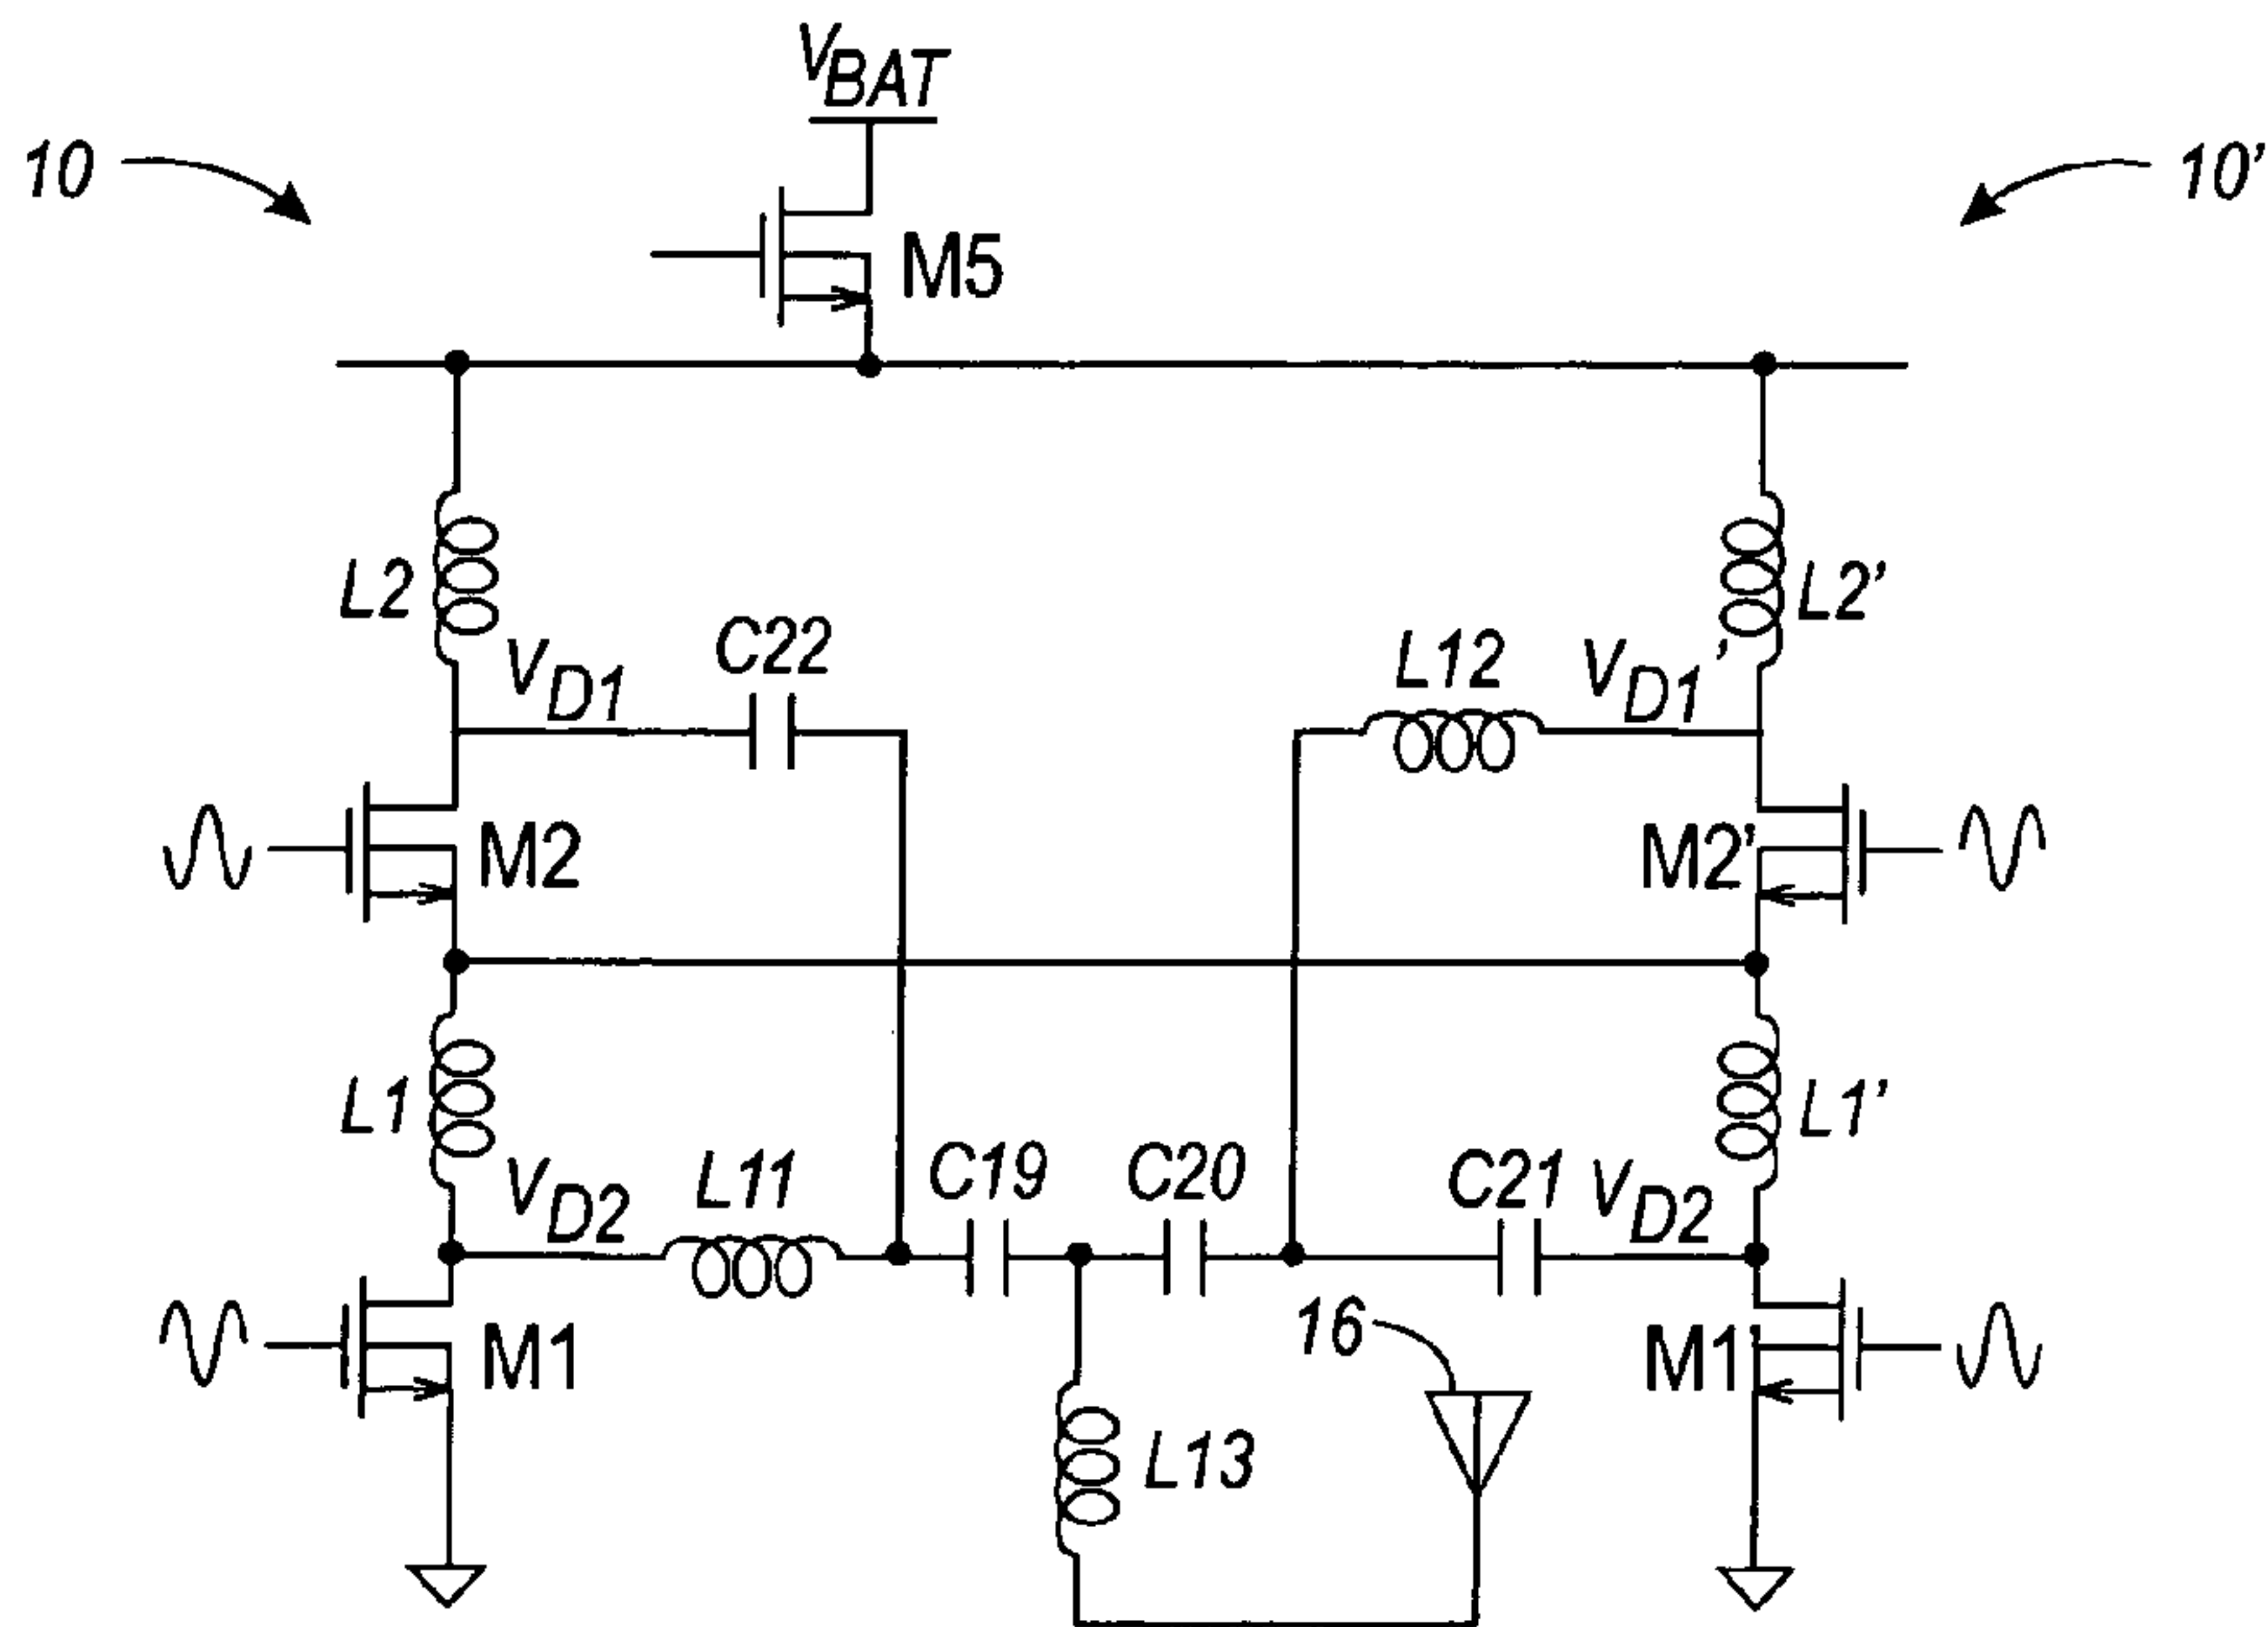 VBAT
10
10'
M5
L2
L2'
VD1
C22
L12
VD1'
M2
M2'
L1
L1'
VD2
L11
C19
C20
C21
VD2
16
M1
M1'
L13